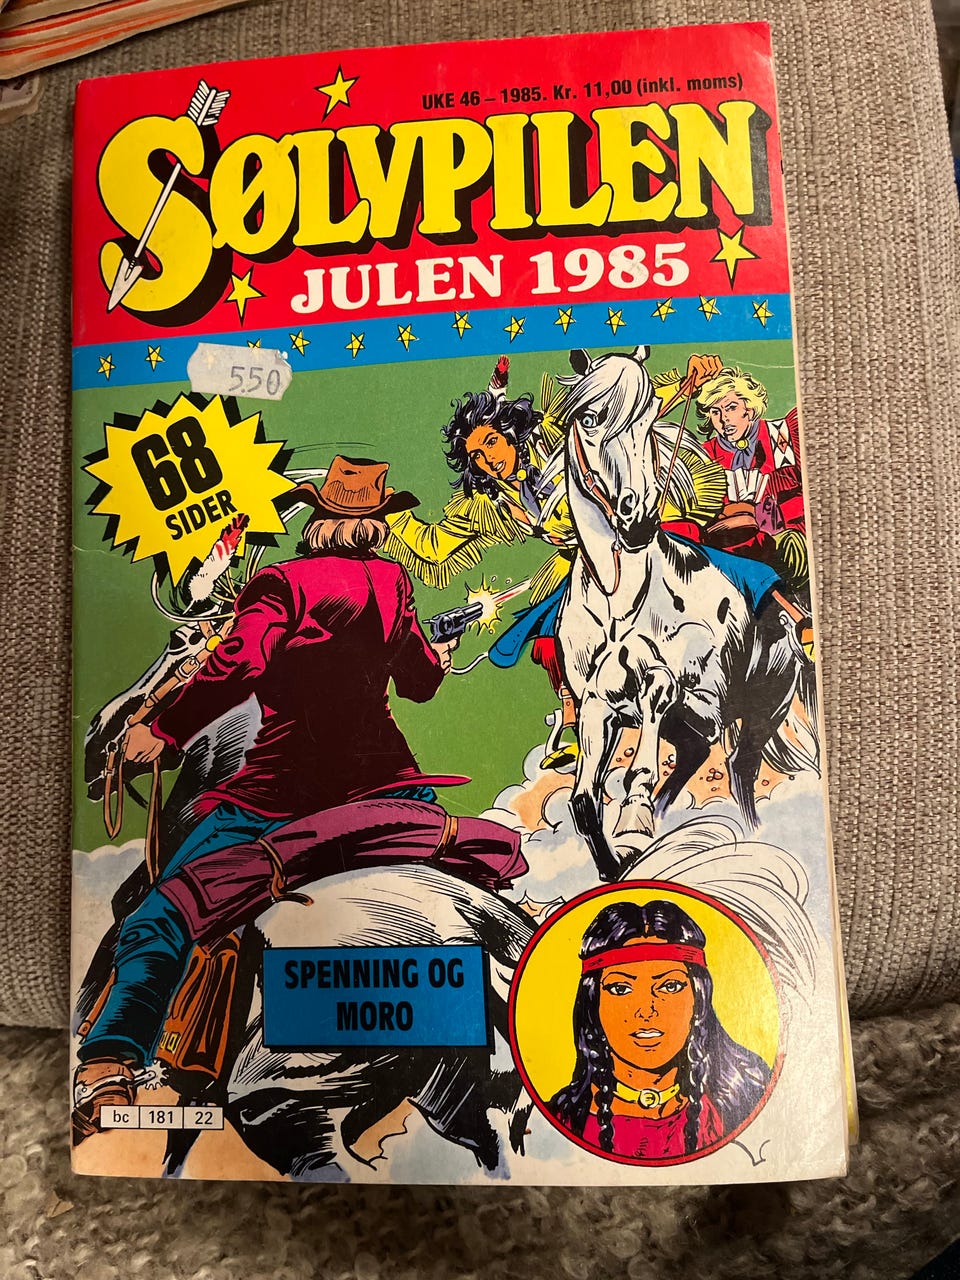 UKE 46 – 1985. Kr. 11,00 (inkl. moms)
SØLVPILEN
JULEN 1985
550
68
SIDER
SPENNING OG
MORO
bc 181 22